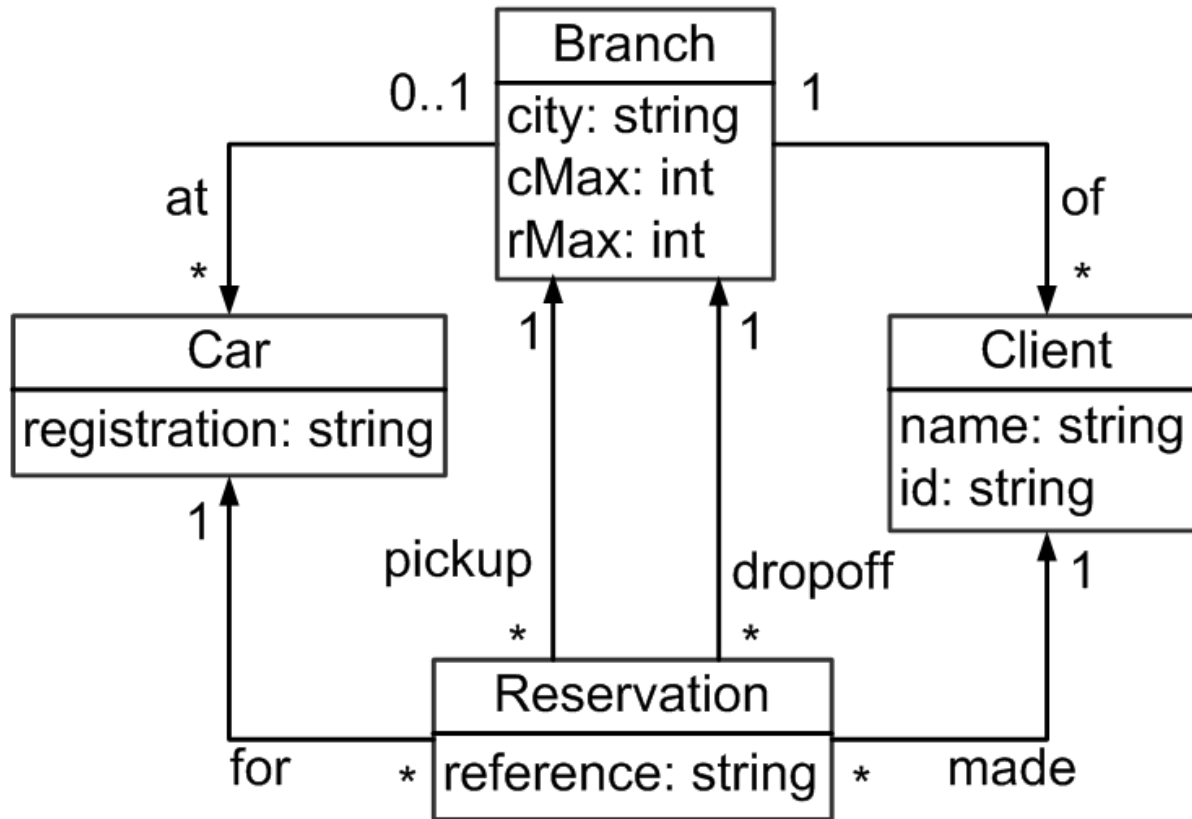 Branch
0..1
1
city: string
cMax: int
rMax: int
at
of
*
*
1
1
Car
Client
registration: string
name: string
id: string
1
1
pickup
dropoff
*
*
Reservation
for
*
reference: string
*
made